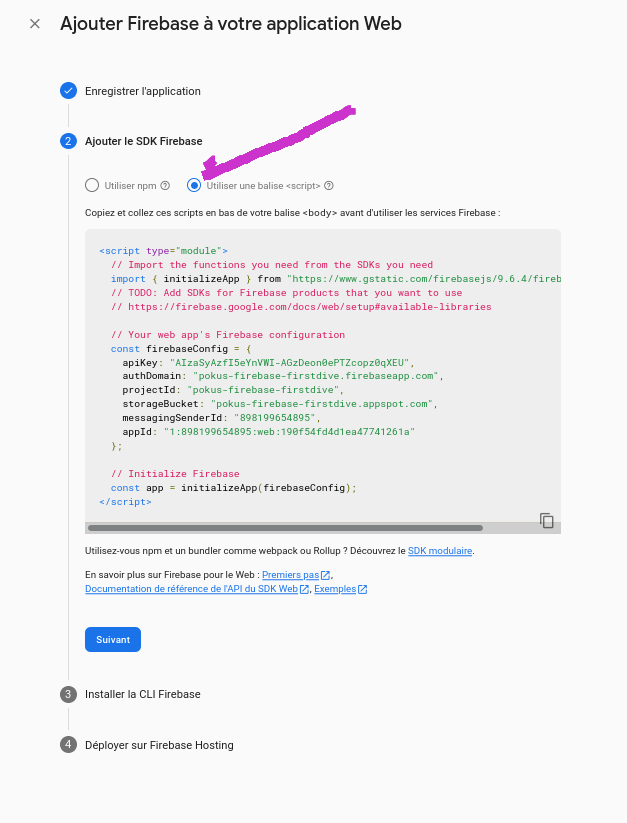 Ajouter Firebase à votre application Web
Enregistrer l'application
2 Ajouter le SDK Firebase
Utiliser npm
Utiliser une balise <script>
Copiez et collez ces scripts en bas de votre balise <body> avant d'utiliser les services Firebase :
<script type="module">
// Import the functions you need from the SDKs you need
import { initializeApp } from "https://www.gstatic.com/firebasejs/9.6.4/fireb
// TODO: Add SDKs for Firebase products that you want to use
// https://firebase.google.com/docs/web/setup#available-libraries
// Your web app's Firebase configuration
const firebaseConfig = {
apiKey: "AIzaSyAzfI5eYnVWI-AGzDeon0ePTZcopz0qXEU",
authDomain: "pokus-firebase-firstdive.firebaseapp.com",
projectId: "pokus-firebase-firstdive",
storageBucket: "pokus-firebase-firstdive.appspot.com",
messagingSenderId: "898199654895",
appId: "1:898199654895:web:190f54fd4d1ea47741261a"
};
// Initialize Firebase
const app = initializeApp(firebaseConfig);
</script>
Utilisez-vous npm et un bundler comme webpack ou Rollup ? Découvrez le SDK modulaire.
En savoir plus sur Firebase pour le Web : Premiers pas,
Documentation de référence de l'API du SDK Web, Exemples
Suivant
3 Installer la CLI Firebase
4 Déployer sur Firebase Hosting